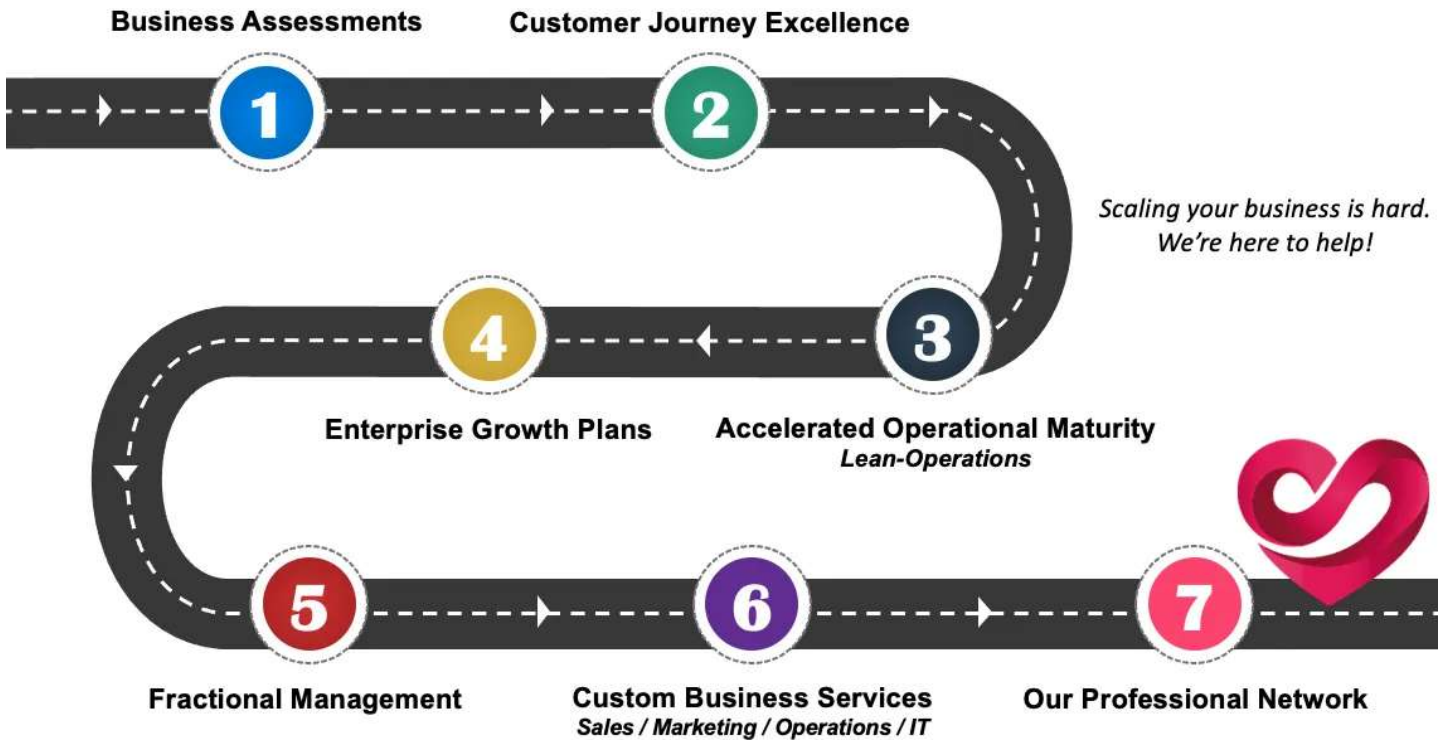 Business Assessments
Customer Journey Excellence
1
2
Scaling your business is hard.
We're here to help!
4
3
Enterprise Growth Plans
Accelerated Operational Maturity
Lean-Operations
5
6
7
Fractional Management
Custom Business Services
Sales / Marketing / Operations / IT
Our Professional Network